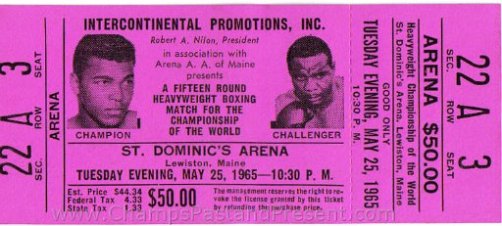 22 A 3
SEC. ROW SEAT
ARENA
INTERCONTINENTAL PROMOTIONS, INC.
Robert A. Nilon, President
in association with
Arena A. A. of Maine
presents
A FIFTEEN ROUND
HEAVYWEIGHT BOXING
MATCH FOR THE
CHAMPIONSHIP
OF THE WORLD
CHAMPION
CHALLENGER
ST. DOMINIC'S ARENA
Lewiston, Maine
TUESDAY EVENING, MAY 25, 1965—10:30 P. M.
Est. Price $44.34
Federal Tax 4.33
State Tax 1.33
$50.00
The management reserves the right to re-
voke the license granted by this ticket
by refunding the purchase price.
TUESDAY EVENING, MAY 25, 1965
10:30 P. M.
GOOD ONLY
St. Dominic's Arena, Lewiston, Maine
Heavyweight Championship of the World
ARENA $50.00
SEC. ROW SEAT
22 A 3
www.ChampsPastandPresent.com